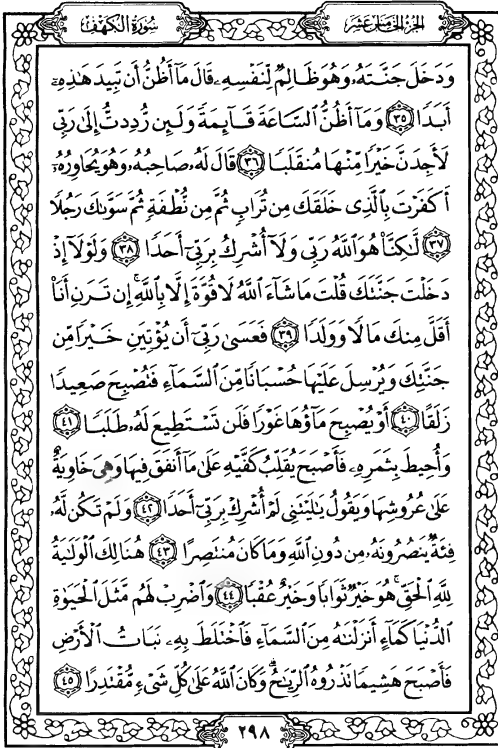 الجزء الخامس عشر
سورة الكهف
وَدَخَلَ جَنَّتَهُۥ وَهُوَ ظَالِمٌ لِّنَفْسِهِۦ قَالَ مَآ أَظُنُّ أَن تَبِيدَ هَٰذِهِۦٓ
أَبَدًا ٣٥ وَمَآ أَظُنُّ ٱلسَّاعَةَ قَآئِمَةً وَلَئِن رُّدِدتُّ إِلَىٰ رَبِّى
لَأَجِدَنَّ خَيْرًا مِّنْهَا مُنقَلَبًا ٣٦ قَالَ لَهُۥ صَاحِبُهُۥ وَهُوَ يُحَاوِرُهُۥٓ
أَكَفَرْتَ بِٱلَّذِى خَلَقَكَ مِن تُرَابٍ ثُمَّ مِن نُّطْفَةٍ ثُمَّ سَوَّىٰكَ رَجُلًا
٣٧ لَّٰكِنَّا۠ هُوَ ٱللَّهُ رَبِّى وَلَآ أُشْرِكُ بِرَبِّىٓ أَحَدًا ٣٨ وَلَوْلَآ إِذْ
دَخَلْتَ جَنَّتَكَ قُلْتَ مَا شَآءَ ٱللَّهُ لَا قُوَّةَ إِلَّا بِٱللَّهِ ۚ إِن تَرَنِ أَنَا۠
أَقَلَّ مِنكَ مَالًا وَوَلَدًا ٣٩ فَعَسَىٰ رَبِّىٓ أَن يُؤْتِيَنِ خَيْرًا مِّن
جَنَّتِكَ وَيُرْسِلَ عَلَيْهَا حُسْبَانًا مِّنَ ٱلسَّمَآءِ فَتُصْبِحَ صَعِيدًا
زَلَقًا ٤٠ أَوْ يُصْبِحَ مَآؤُهَا غَوْرًا فَلَن تَسْتَطِيعَ لَهُۥ طَلَبًا ٤١
وَأُحِيطَ بِثَمَرِهِۦ فَأَصْبَحَ يُقَلِّبُ كَفَّيْهِ عَلَىٰ مَآ أَنفَقَ فِيهَا وَهِىَ خَاوِيَةٌ
عَلَىٰ عُرُوشِهَا وَيَقُولُ يَٰلَيْتَنِى لَمْ أُشْرِكْ بِرَبِّىٓ أَحَدًا ٤٢ وَلَمْ تَكُن لَّهُۥ
فِئَةٌ يَنصُرُونَهُۥ مِن دُونِ ٱللَّهِ وَمَا كَانَ مُنتَصِرًا ٤٣ هُنَالِكَ ٱلْوَلَٰيَةُ
لِلَّهِ ٱلْحَقِّ ۚ هُوَ خَيْرٌ ثَوَابًا وَخَيْرٌ عُقْبًا ٤٤ وَٱضْرِبْ لَهُم مَّثَلَ ٱلْحَيَوٰةِ
ٱلدُّنْيَا كَمَآءٍ أَنزَلْنَٰهُ مِنَ ٱلسَّمَآءِ فَٱخْتَلَطَ بِهِۦ نَبَاتُ ٱلْأَرْضِ
فَأَصْبَحَ هَشِيمًا تَذْرُوهُ ٱلرِّيَٰحُ ۗ وَكَانَ ٱللَّهُ عَلَىٰ كُلِّ شَىْءٍ مُّقْتَدِرًا ٤٥
٢٩٨